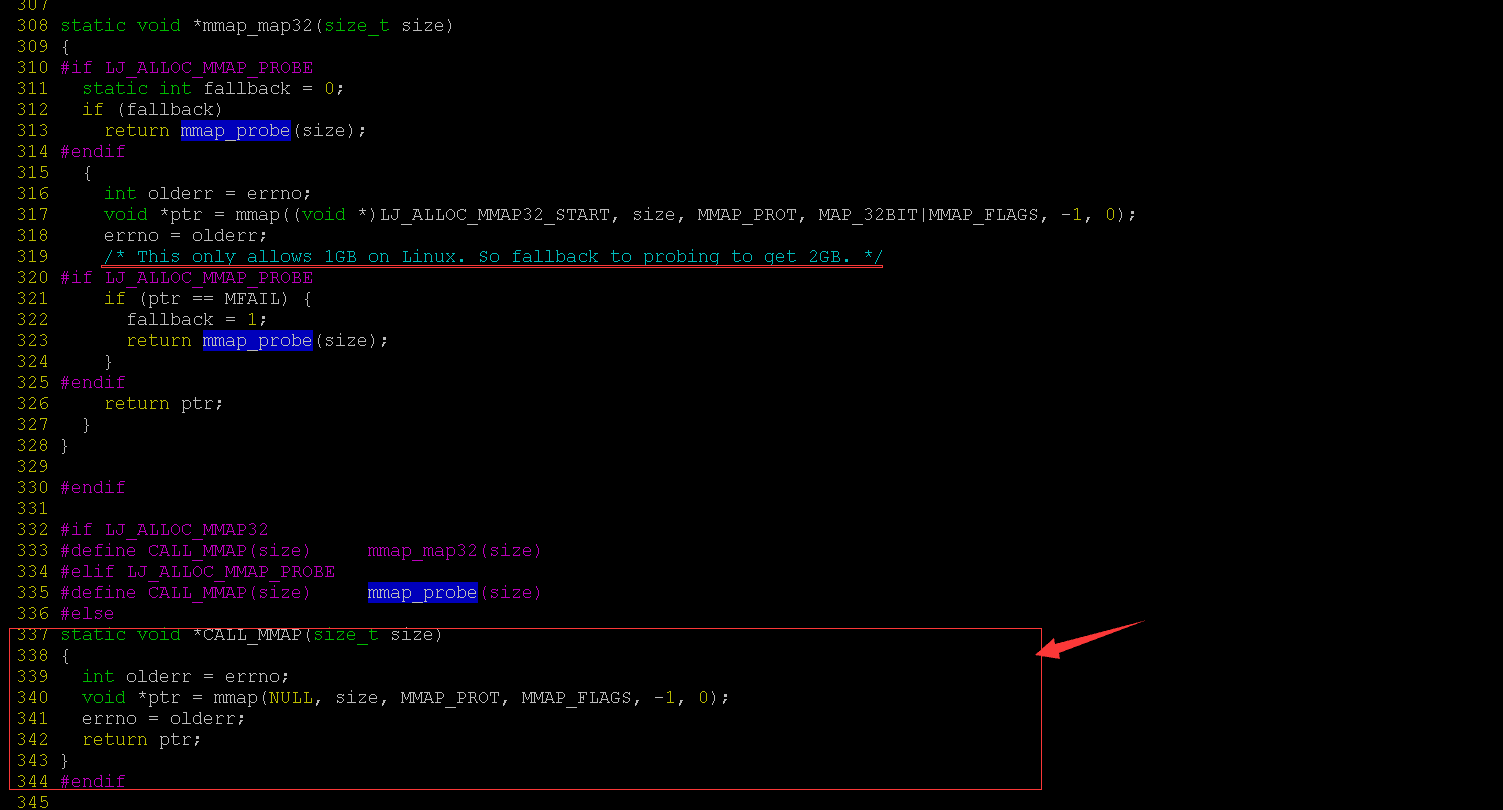 307
308 static void *mmap_map32(size_t size)
309 {
310 #if LJ_ALLOC_MMAP_PROBE
311   static int fallback = 0;
312   if (fallback)
313     return mmap_probe(size);
314 #endif
315   {
316     int olderr = errno;
317     void *ptr = mmap((void *)LJ_ALLOC_MMAP32_START, size, MMAP_PROT, MAP_32BIT|MMAP_FLAGS, -1, 0);
318     errno = olderr;
319     /* This only allows 1GB on Linux. So fallback to probing to get 2GB. */
320 #if LJ_ALLOC_MMAP_PROBE
321     if (ptr == MFAIL) {
322       fallback = 1;
323       return mmap_probe(size);
324     }
325 #endif
326     return ptr;
327   }
328 }
329
330 #endif
331
332 #if LJ_ALLOC_MMAP32
333 #define CALL_MMAP(size)     mmap_map32(size)
334 #elif LJ_ALLOC_MMAP_PROBE
335 #define CALL_MMAP(size)     mmap_probe(size)
336 #else
337 static void *CALL_MMAP(size_t size)
338 {
339   int olderr = errno;
340   void *ptr = mmap(NULL, size, MMAP_PROT, MMAP_FLAGS, -1, 0);
341   errno = olderr;
342   return ptr;
343 }
344 #endif
345